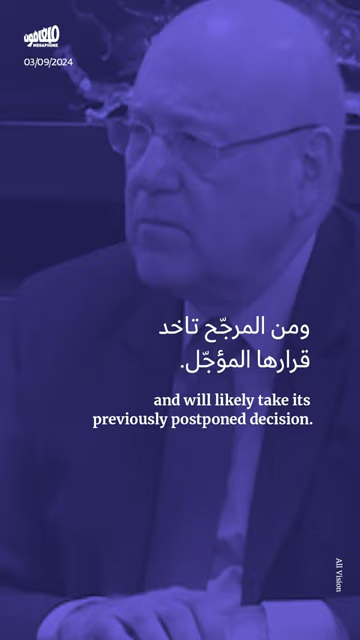 ميغافون
MEGAPHONE
03/09/2024
ومن المرجّح تاخد
قرارها المؤجّل.
and will likely take its
previously postponed decision.
All Vision